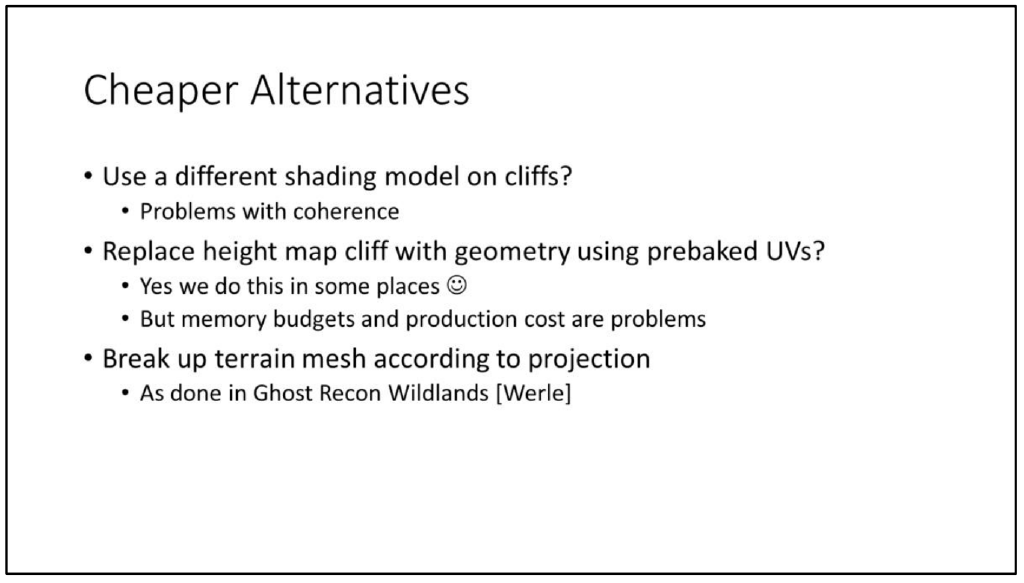 Cheaper Alternatives
• Use a different shading model on cliffs?
• Problems with coherence
• Replace height map cliff with geometry using prebaked UVs?
• Yes we do this in some places ☺
• But memory budgets and production cost are problems
• Break up terrain mesh according to projection
• As done in Ghost Recon Wildlands [Werle]